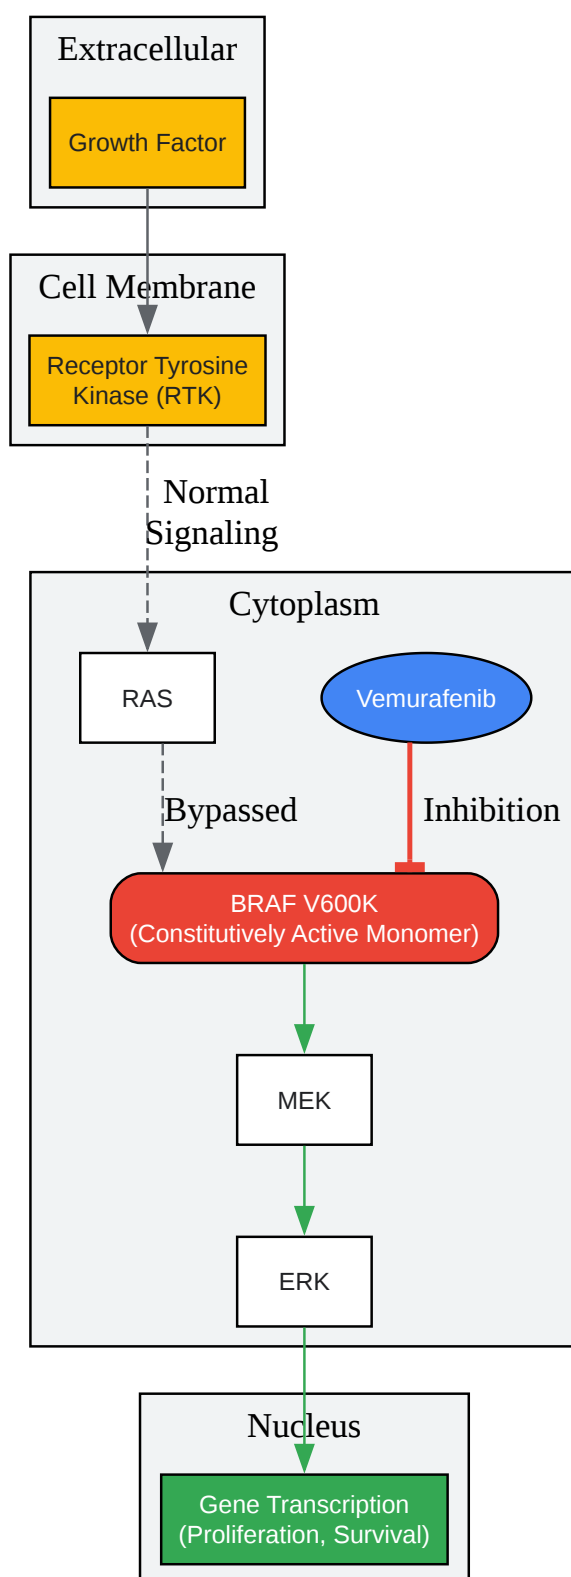 Extracellular
Growth Factor
Cell Membrane
Receptor Tyrosine
Kinase (RTK)
Normal
Signaling
Cytoplasm
RAS
Vemurafenib
Bypassed
Inhibition
BRAF V600K
(Constitutively Active Monomer)
MEK
ERK
Nucleus
Gene Transcription
(Proliferation, Survival)